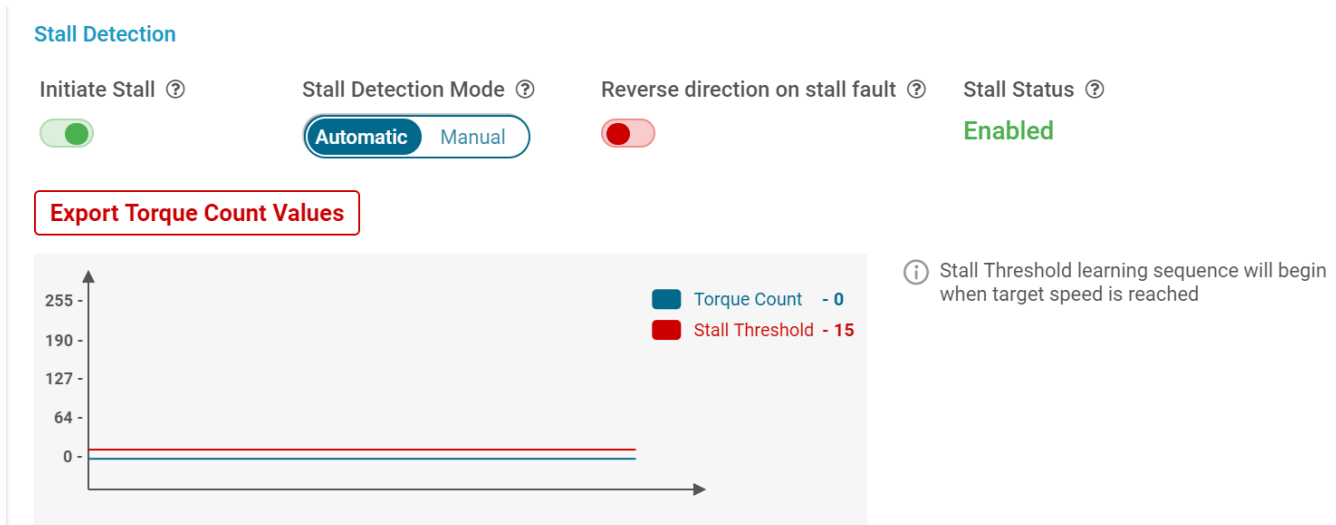 Stall Detection
Initiate Stall ?
Stall Detection Mode ?
Reverse direction on stall fault ?
Stall Status ?
Automatic Manual
Enabled
Export Torque Count Values
255 -
190 -
127 -
64 -
0 -
Torque Count - 0
Stall Threshold - 15
i Stall Threshold learning sequence will begin
when target speed is reached